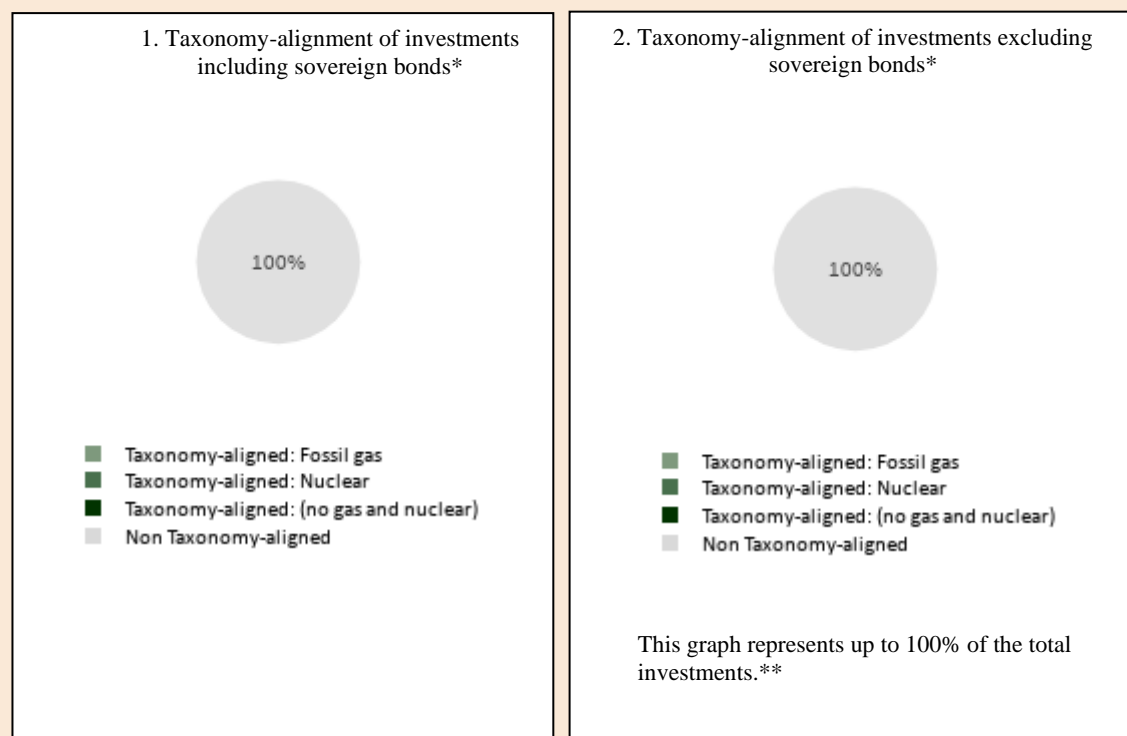 1. Taxonomy-alignment of investments
including sovereign bonds*
100%
Taxonomy-aligned: Fossil gas
Taxonomy-aligned: Nuclear
Taxonomy-aligned: (no gas and nuclear)
Non Taxonomy-aligned
2. Taxonomy-alignment of investments excluding
sovereign bonds*
100%
Taxonomy-aligned: Fossil gas
Taxonomy-aligned: Nuclear
Taxonomy-aligned: (no gas and nuclear)
Non Taxonomy-aligned
This graph represents up to 100% of the total
investments.**